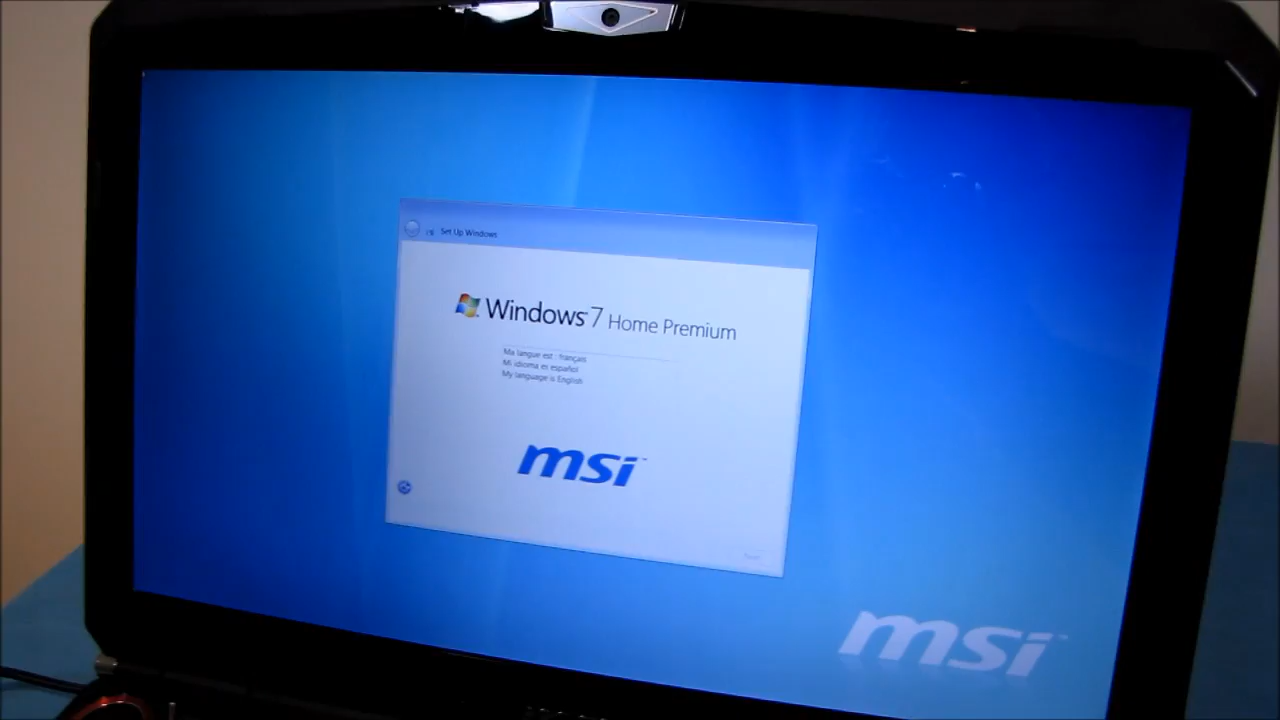 Set Up Windows
Windows 7 Home Premium
Ma langue est : français
Mi idioma es español
My language is English
msi
msi